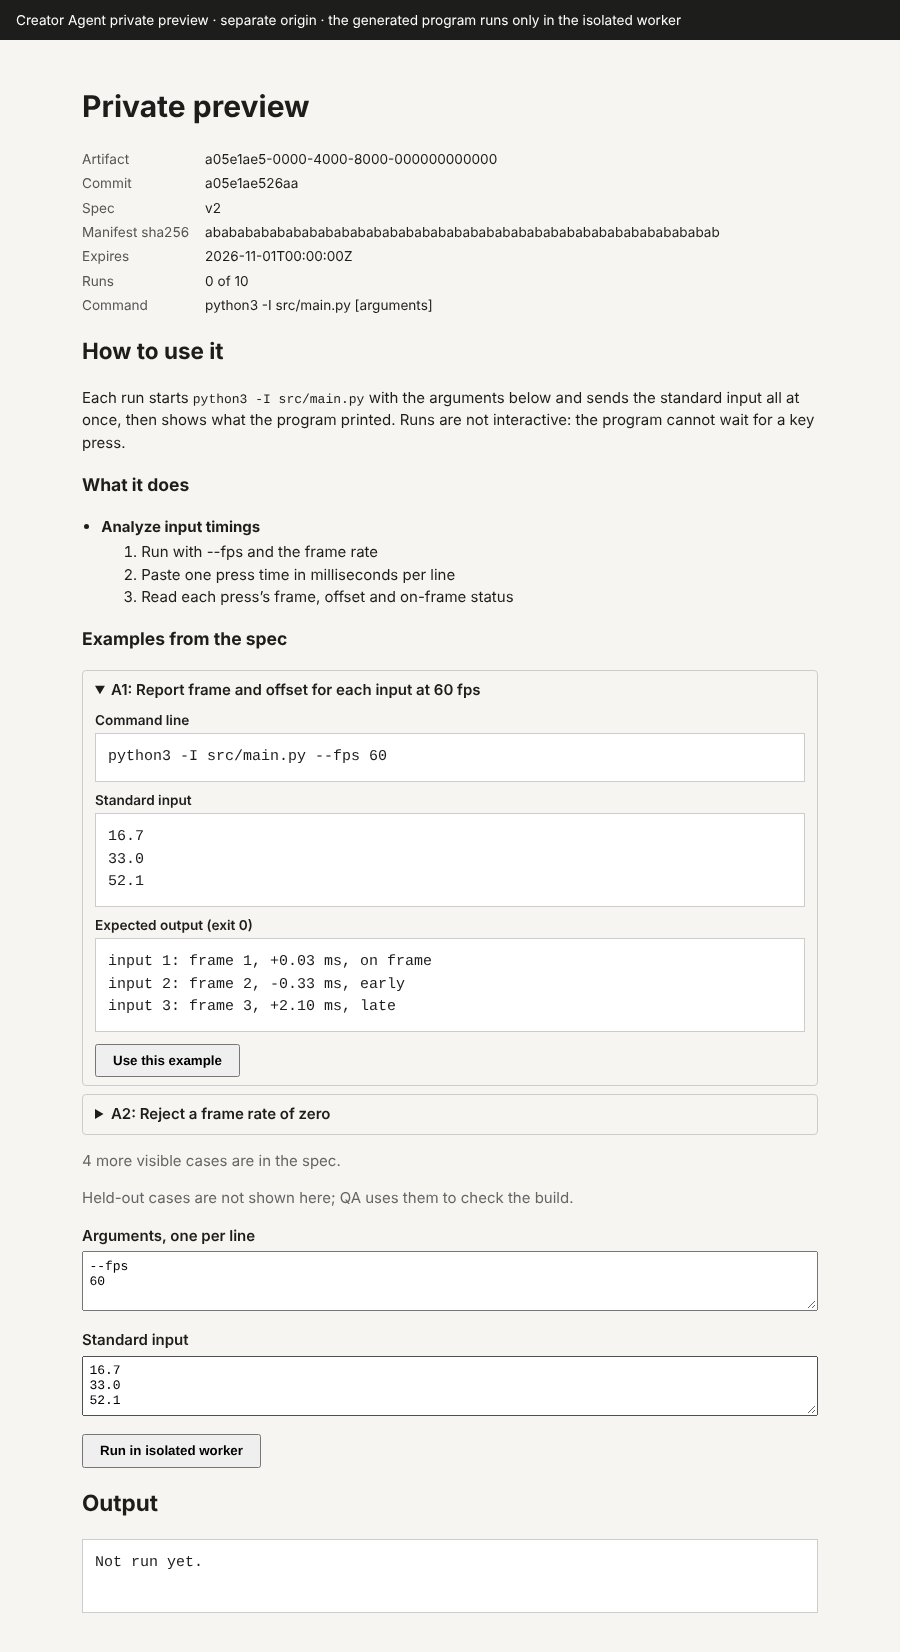 Creator Agent private preview · separate origin · the generated program runs only in the isolated worker
Private preview
Artifact a05e1ae5-0000-4000-8000-000000000000
Commit a05e1ae526aa
Spec v2
Manifest sha256 abababababababababababababababababababababababababababababababab
Expires 2026-11-01T00:00:00Z
Runs 0 of 10
Command python3 -I src/main.py [arguments]
How to use it
Each run starts python3 -I src/main.py with the arguments below and sends the standard input all at
once, then shows what the program printed. Runs are not interactive: the program cannot wait for a key
press.
What it does
• Analyze input timings
1. Run with --fps and the frame rate
2. Paste one press time in milliseconds per line
3. Read each press’s frame, offset and on-frame status
Examples from the spec
▼ A1: Report frame and offset for each input at 60 fps
Command line
python3 -I src/main.py --fps 60
Standard input
16.7
33.0
52.1
Expected output (exit 0)
input 1: frame 1, +0.03 ms, on frame
input 2: frame 2, -0.33 ms, early
input 3: frame 3, +2.10 ms, late
Use this example
▶ A2: Reject a frame rate of zero
4 more visible cases are in the spec.
Held-out cases are not shown here; QA uses them to check the build.
Arguments, one per line
--fps
60
Standard input
16.7
33.0
52.1
Run in isolated worker
Output
Not run yet.